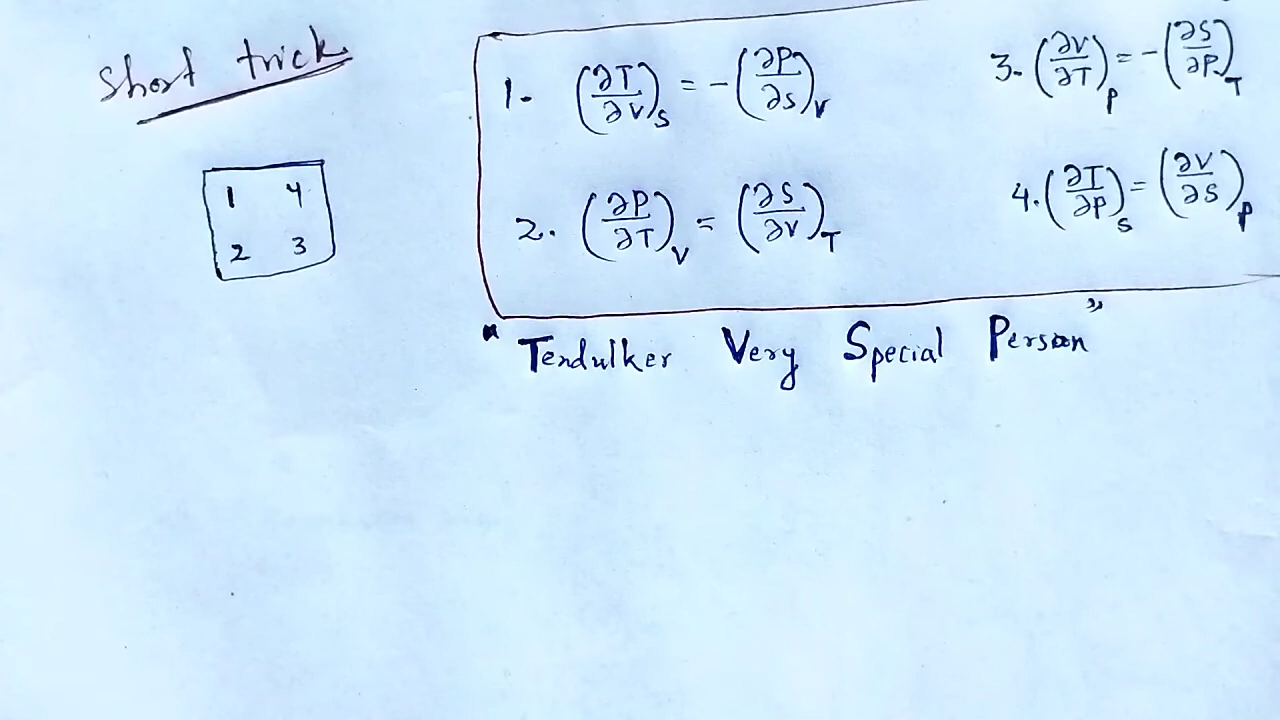 Short trick
1 4
2 3
1. (∂T/∂V)_S = -(∂P/∂S)_V
2. (∂P/∂T)_V = (∂S/∂V)_T
3. (∂V/∂T)_P = -(∂S/∂P)_T
4. (∂T/∂P)_S = (∂V/∂S)_P
"Tendulker Very Special Person"